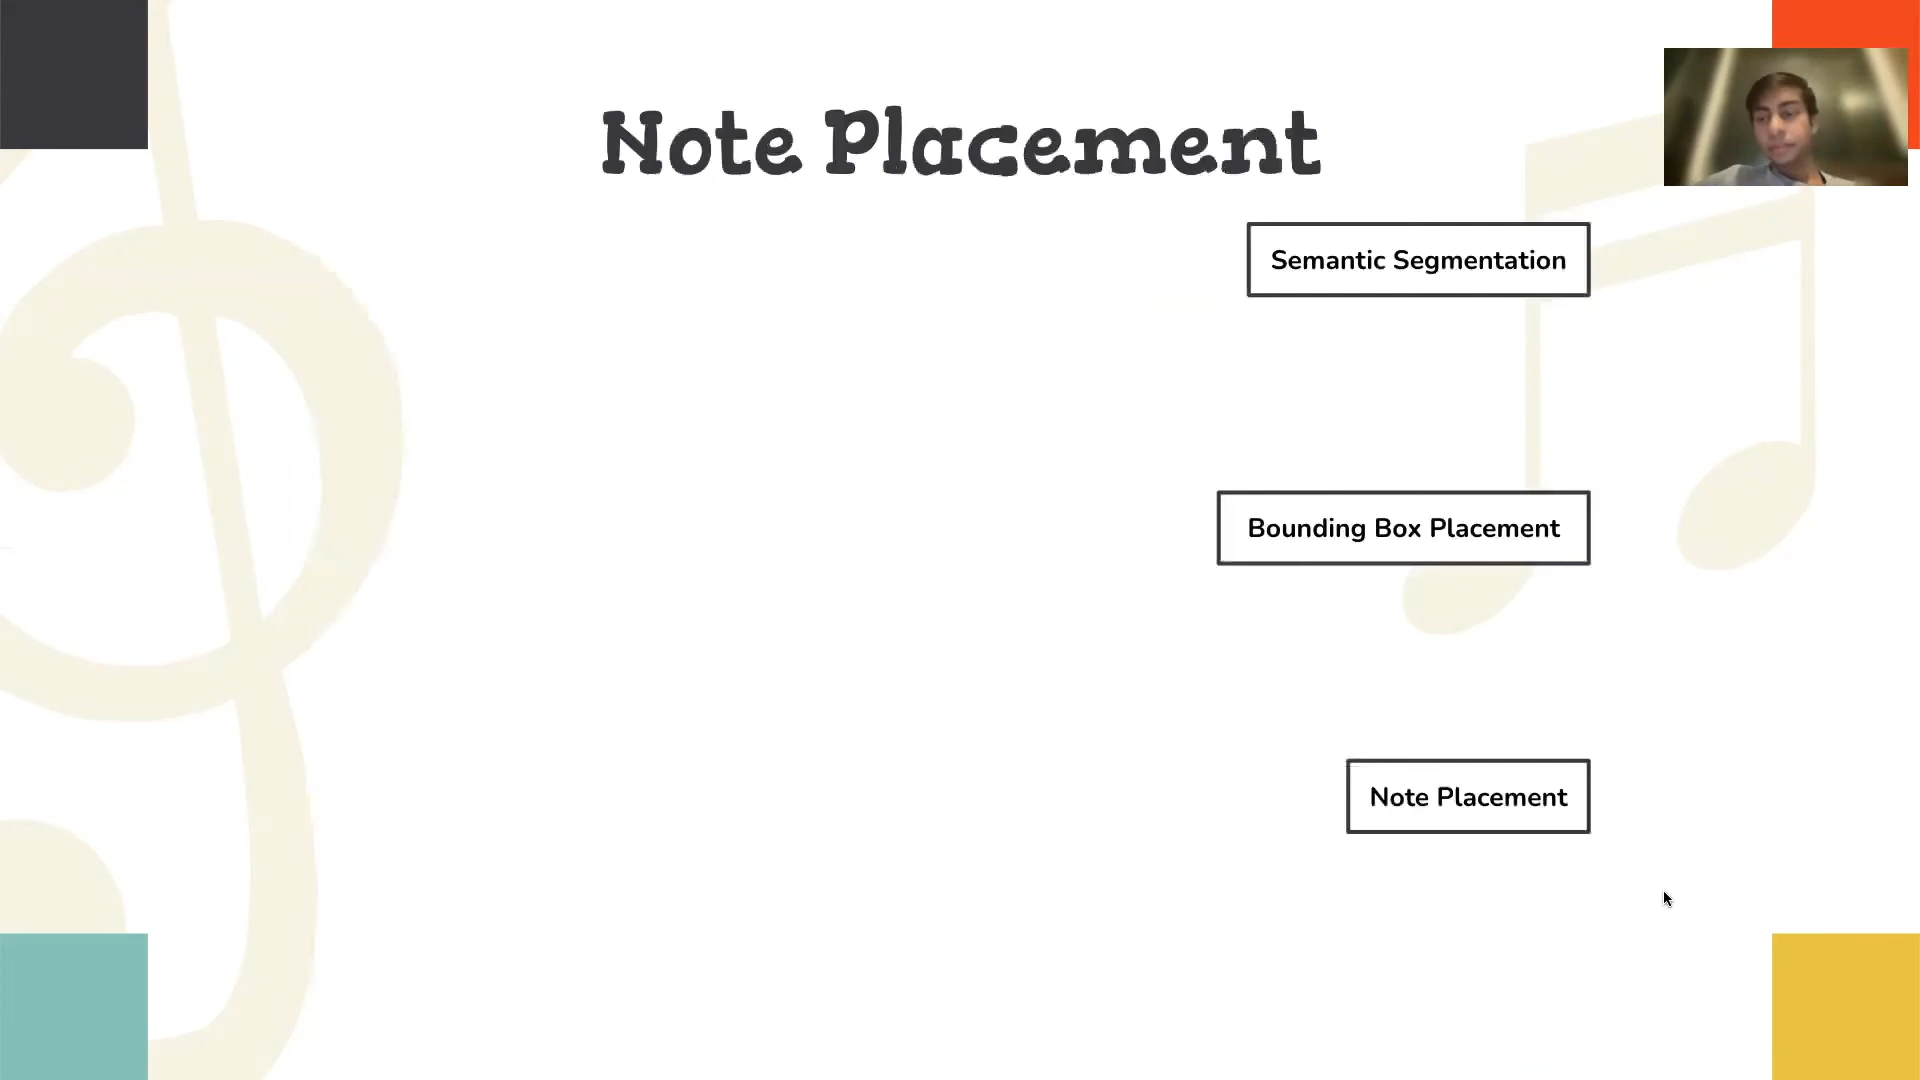 Note Placement
Semantic Segmentation
Bounding Box Placement
Note Placement